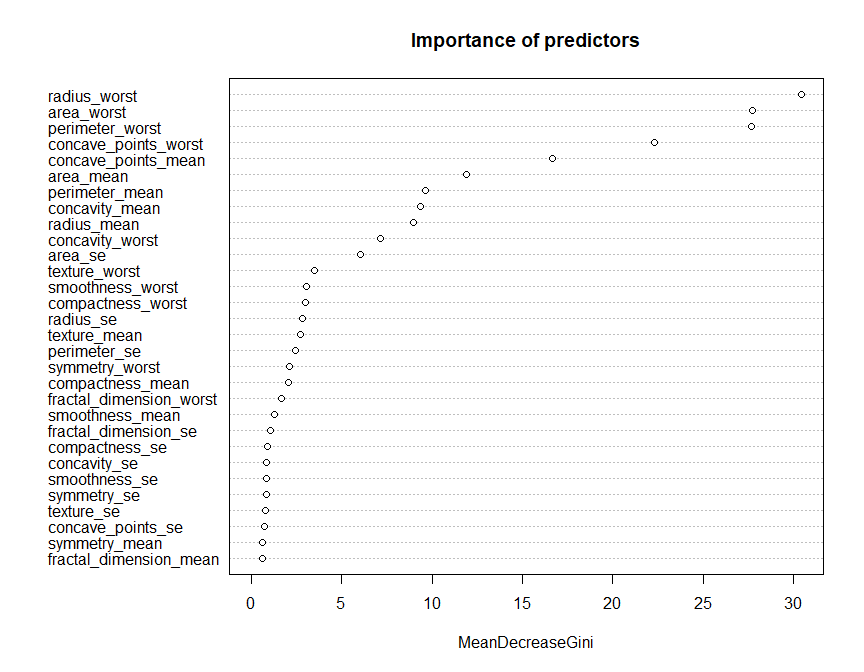 Importance of predictors
radius_worst
area_worst
perimeter_worst
concave_points_worst
concave_points_mean
area_mean
perimeter_mean
concavity_mean
radius_mean
concavity_worst
area_se
texture_worst
smoothness_worst
compactness_worst
radius_se
texture_mean
perimeter_se
symmetry_worst
compactness_mean
fractal_dimension_worst
smoothness_mean
fractal_dimension_se
compactness_se
concavity_se
smoothness_se
symmetry_se
texture_se
concave_points_se
symmetry_mean
fractal_dimension_mean
0 5 10 15 20 25 30
MeanDecreaseGini